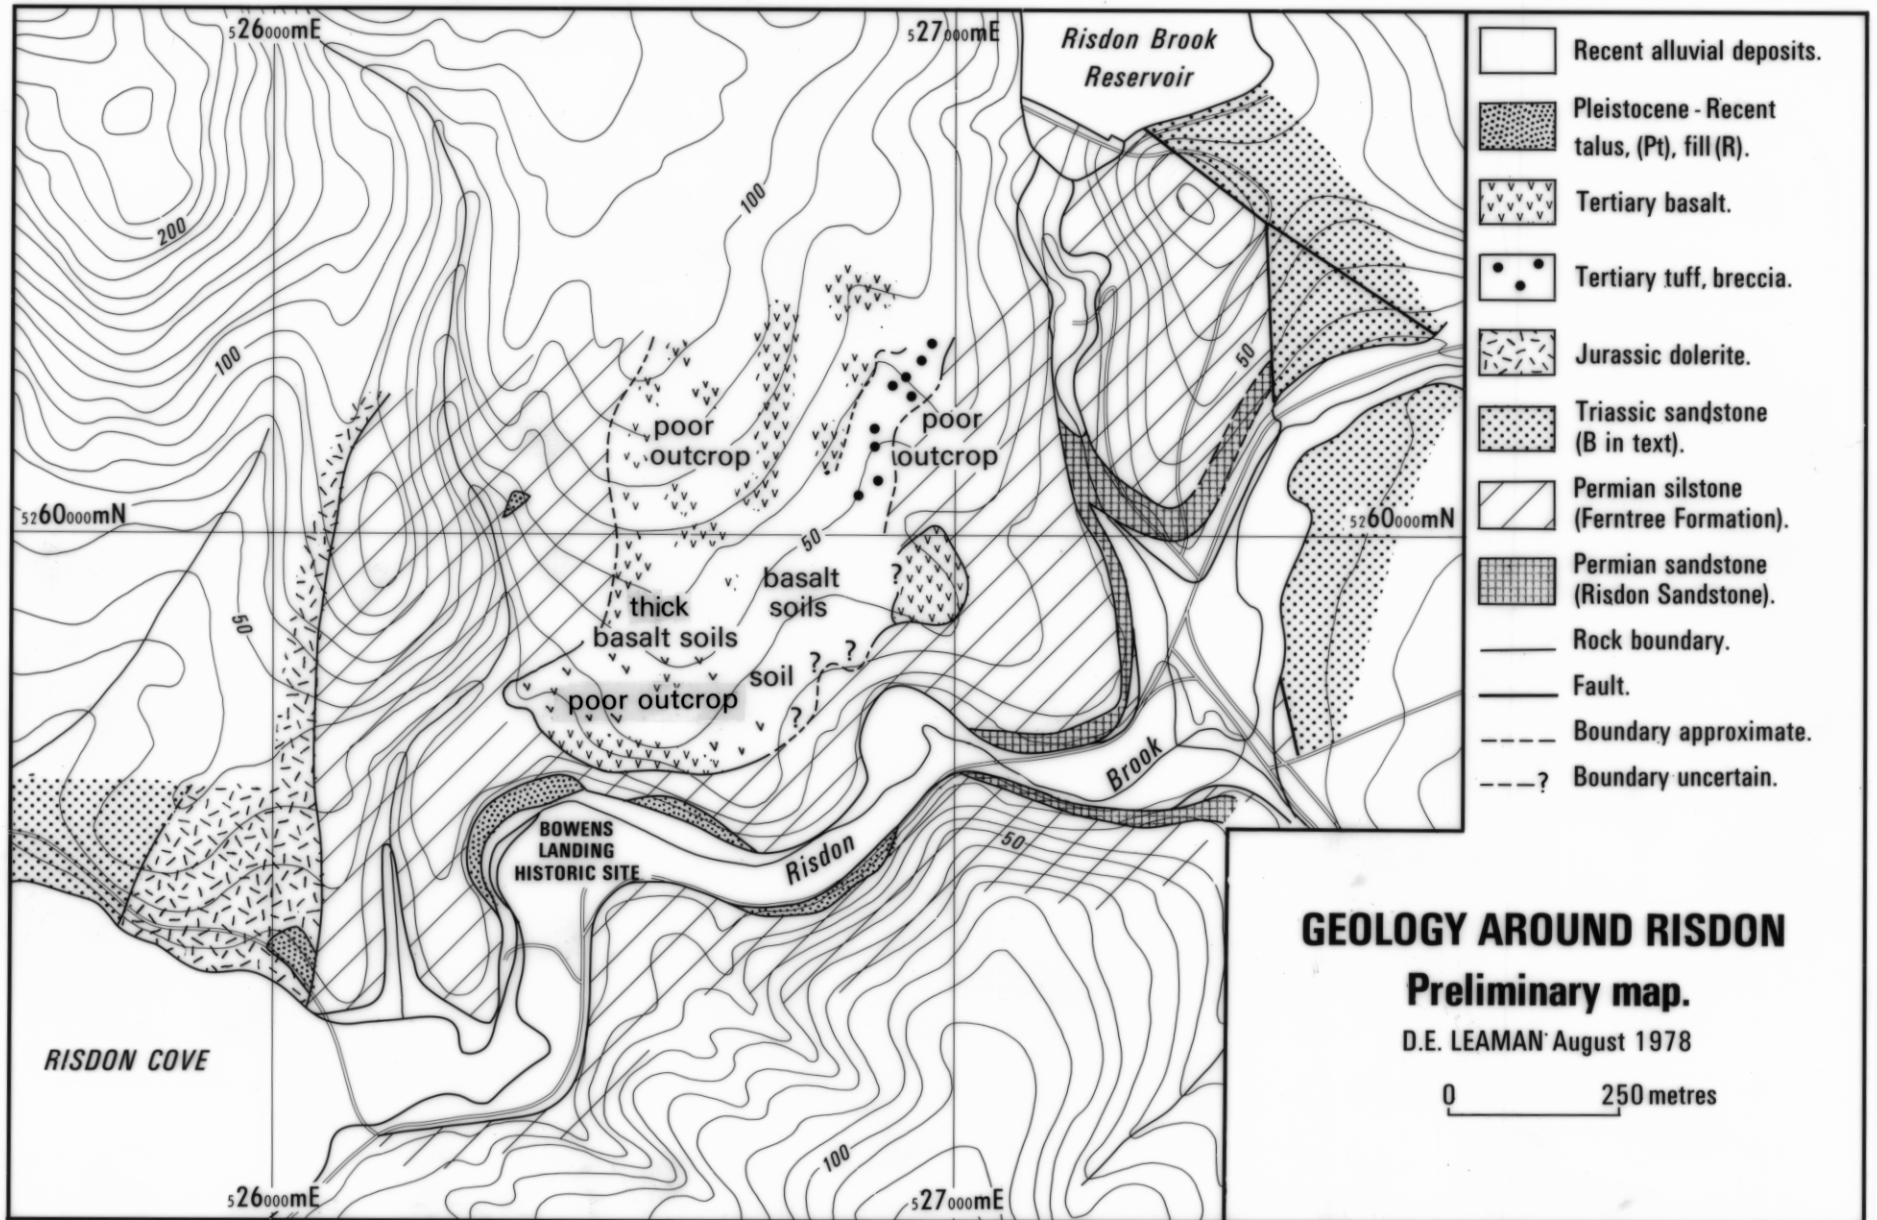 526000mE
527000mE
Risdon Brook
Reservoir
200
100
100
50
poor
outcrop
poor
outcrop
5260000mN
5260000mN
50
?
basalt
soils
thick
basalt soils
50
? ?
soil
poor outcrop
?
Brook
BOWENS
LANDING
HISTORIC SITE
Risdon
50
RISDON COVE
100
526000mE
527000mE
Recent alluvial deposits.
Pleistocene - Recent
talus, (Pt), fill (R).
Tertiary basalt.
Tertiary tuff, breccia.
Jurassic dolerite.
Triassic sandstone
(B in text).
Permian silstone
(Ferntree Formation).
Permian sandstone
(Risdon Sandstone).
Rock boundary.
Fault.
Boundary approximate.
? Boundary uncertain.
GEOLOGY AROUND RISDON
Preliminary map.
D.E. LEAMAN August 1978
0 250 metres